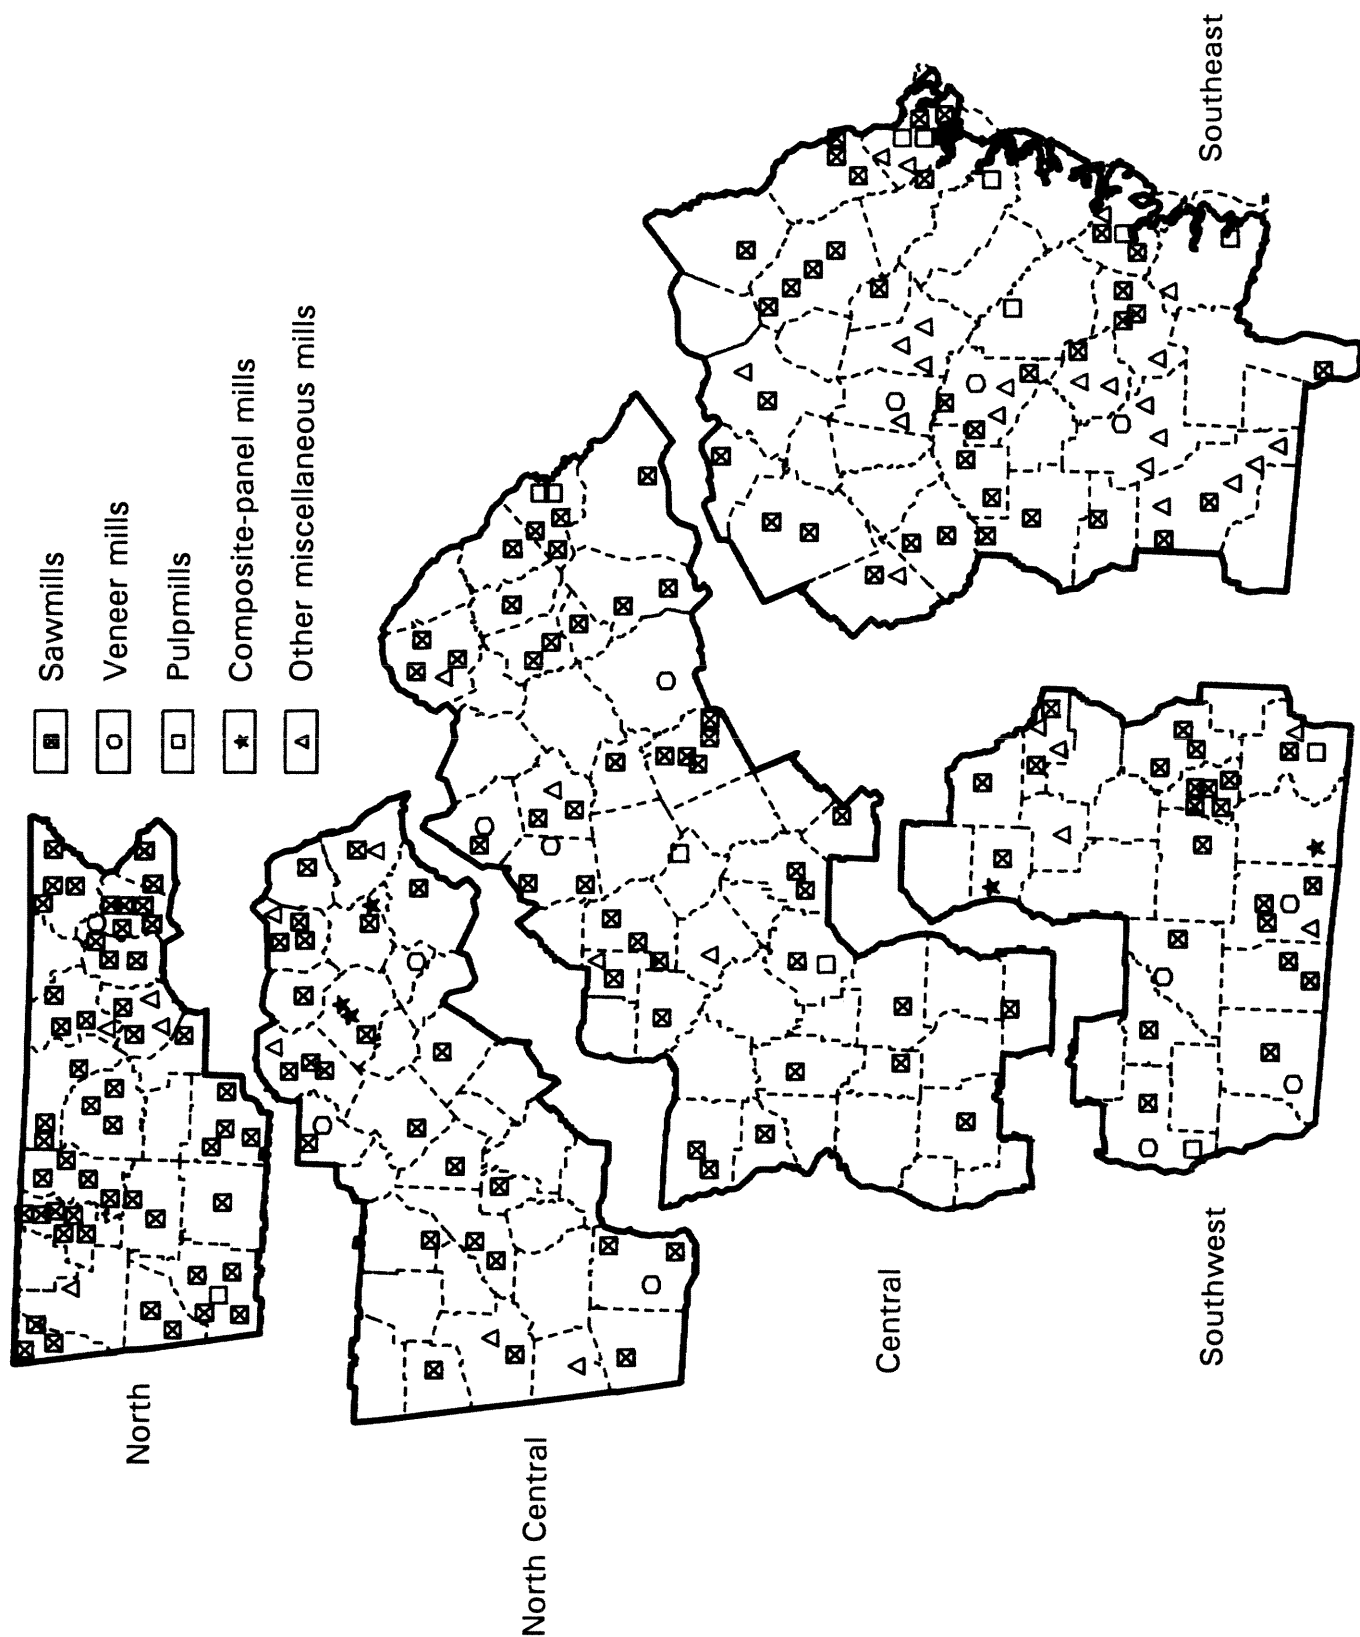 Sawmills
Veneer mills
Pulpmills
Composite-panel mills
Other miscellaneous mills
North
North Central
Central
Southwest
Southeast